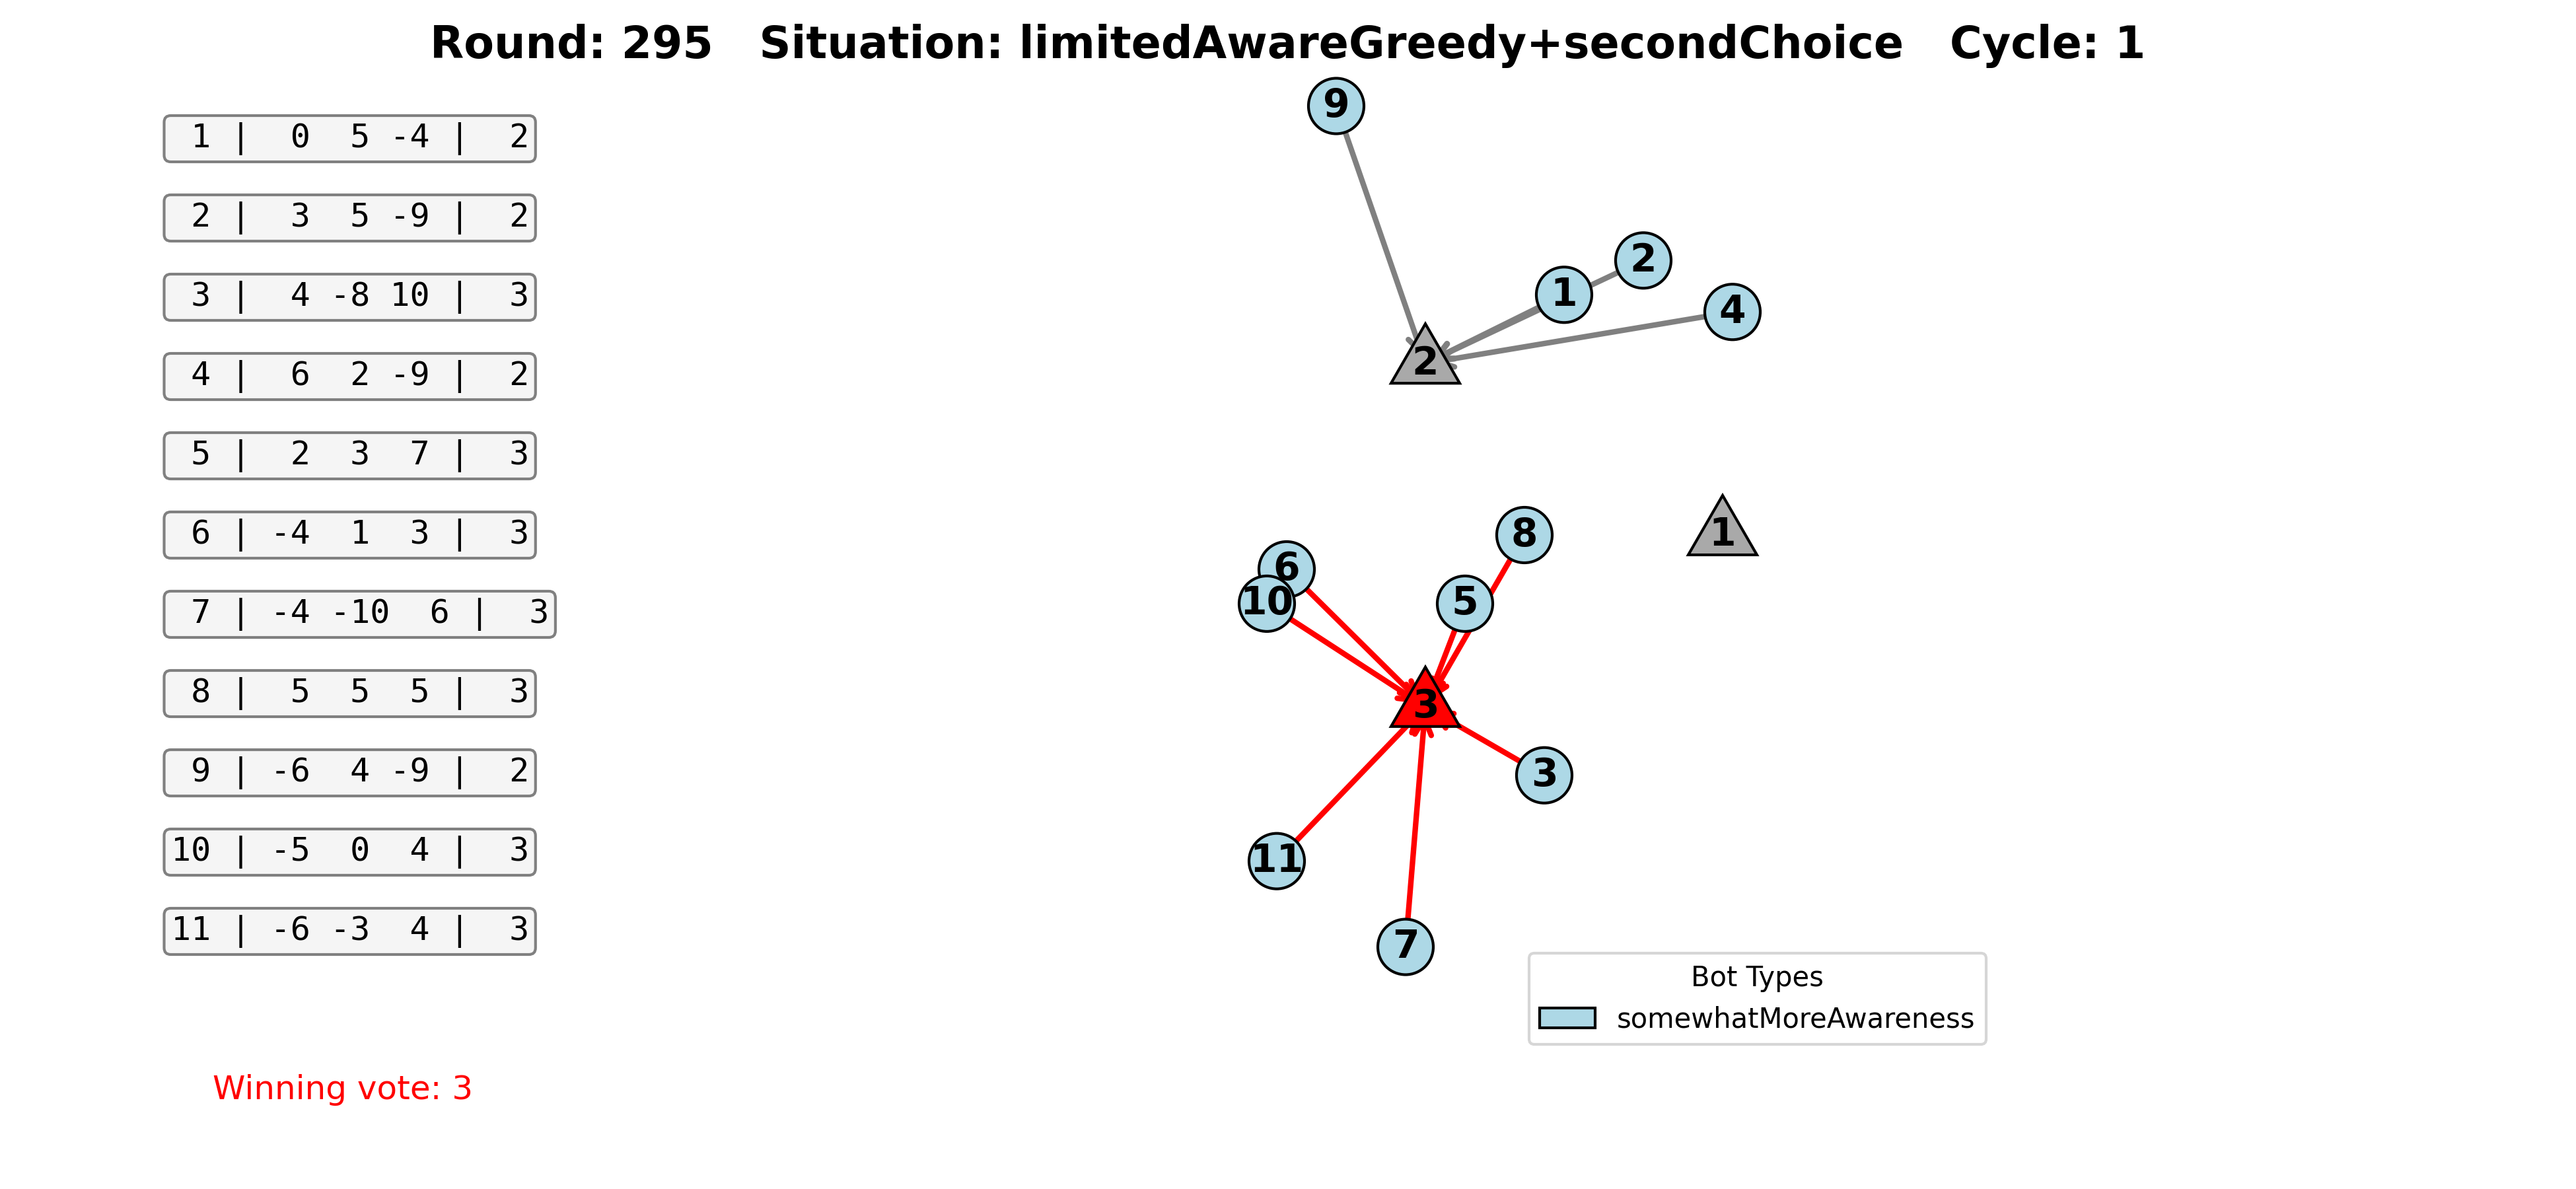 Round: 295   Situation: limitedAwareGreedy+secondChoice   Cycle: 1
1 |  0  5 -4 |  2
2 |  3  5 -9 |  2
3 |  4 -8 10 |  3
4 |  6  2 -9 |  2
5 |  2  3  7 |  3
6 | -4  1  3 |  3
7 | -4 -10  6 |  3
8 |  5  5  5 |  3
9 | -6  4 -9 |  2
10 | -5  0  4 |  3
11 | -6 -3  4 |  3
Winning vote: 3
9
2
1
4
2
8
1
6
10
5
3
3
11
7
Bot Types
somewhatMoreAwareness